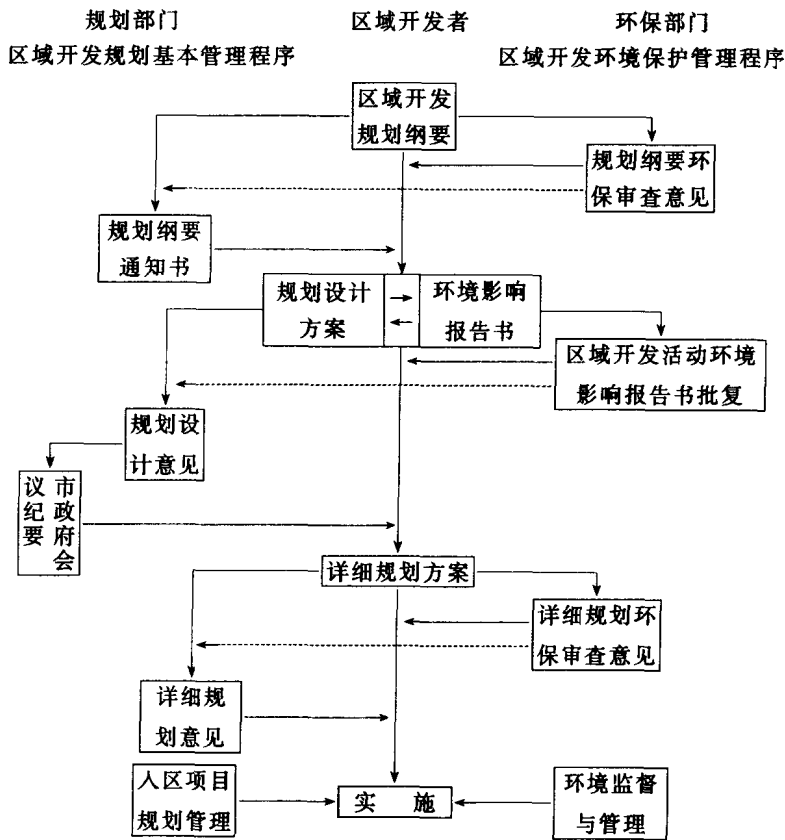 规划部门
区域开发规划基本管理程序
区域开发者
环保部门
区域开发环境保护管理程序
区域开发
规划纲要
规划纲要环
保审查意见
规划纲要
通知书
规划设计
方案
环境影响
报告书
区域开发活动环境
影响报告书批复
规划设
计意见
市政府会
议纪要
详细规划方案
详细规划环
保审查意见
详细规
划意见
人区项目
规划管理
实 施
环境监督
与管理